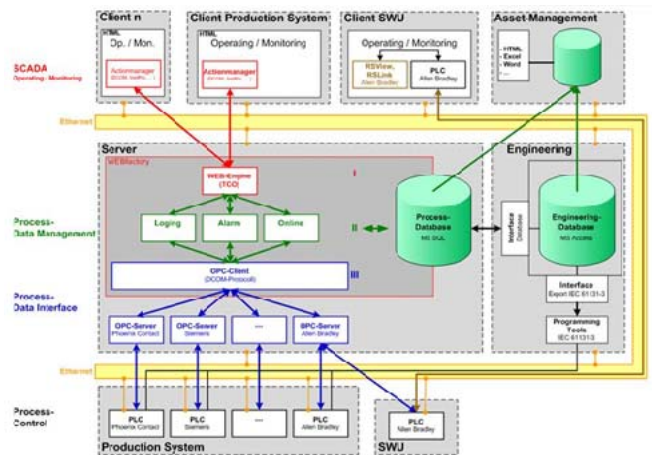 Client n
Client Production System
Client SWJ
Asset-Management
HTML
Op. / Mon.
Actionmanager
HTML
Operating / Monitoring
Actionmanager
Operating / Monitoring
RSView,
RSLink
Allen Bradley
PLC
Allen Bradley
- HTML
- Excel
- Word
- ...
SCADA
Operating- Monitoring
Ethernet
Server
Engineering
WEBfactory
WEB-Engine
(TCO)
I
Loging
Alarm
Online
II
Process-
Database
MS SQL
Interface
Database
Engineering-
Database
MS Access
Process-
Data Management
OPC-Client
(DCOM-Protocoll)
III
Interface
Export IEC 61131-3
Process-
Data Interface
OPC-Server
Phoenix Contact
OPC-Server
Siemens
---
OPC-Server
Allen Bradley
Programming
Tools
IEC 61131-3
Ethernet
Process-
Control
PLC
Phoenix Contact
PLC
Siemens
---
PLC
Allen Bradley
PLC
Allen Bradley
Production System
SWJ